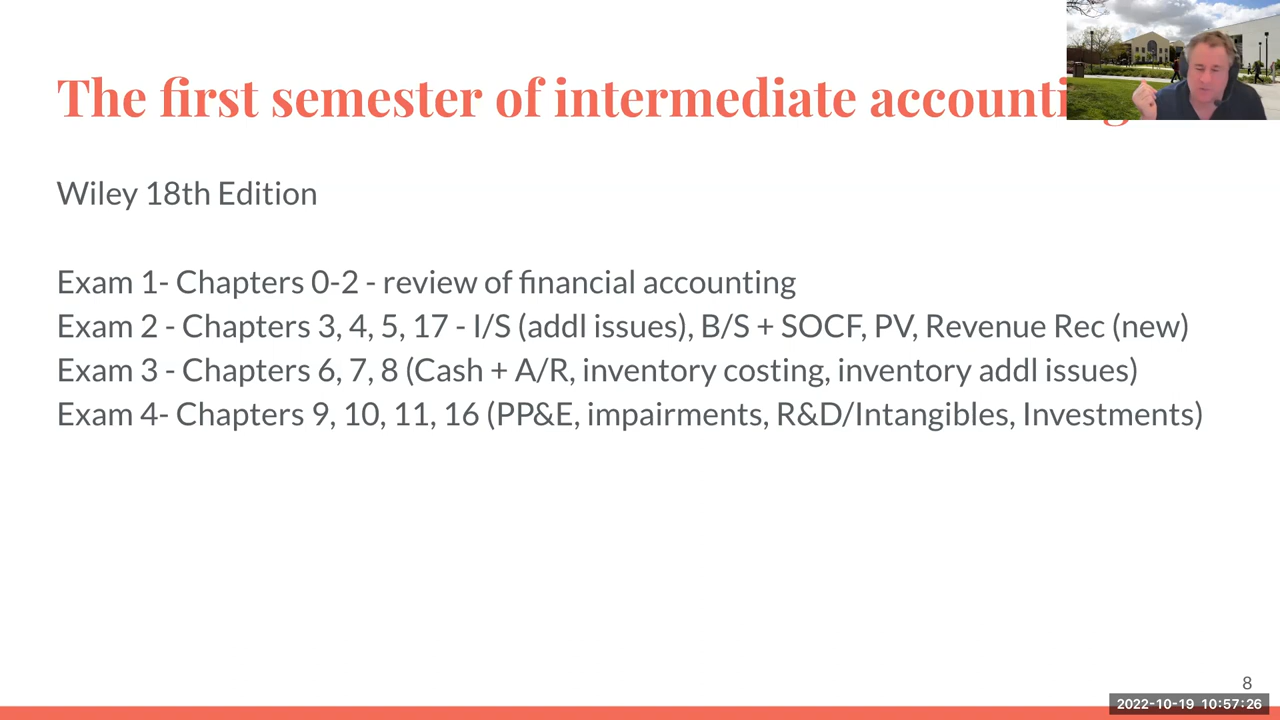 The first semester of intermediate accounting
Wiley 18th Edition
Exam 1- Chapters 0-2 - review of financial accounting
Exam 2 - Chapters 3, 4, 5, 17 - I/S (addl issues), B/S + SOCF, PV, Revenue Rec (new)
Exam 3 - Chapters 6, 7, 8 (Cash + A/R, inventory costing, inventory addl issues)
Exam 4- Chapters 9, 10, 11, 16 (PP&E, impairments, R&D/Intangibles, Investments)
8
2022-10-19 10:57:26